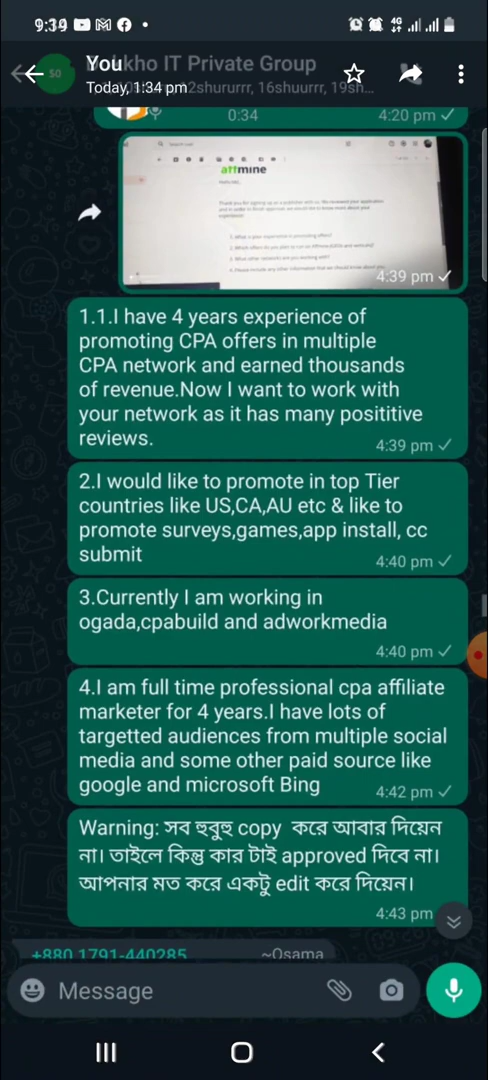 9:39
4G
You
kho IT Private Group
Today, 1:34 pm
12shururrr, 16shuurrr, 19sh...
0:34
4:20 pm
attmine
4:39 pm
1.1.I have 4 years experience of
promoting CPA offers in multiple
CPA network and earned thousands
of revenue.Now I want to work with
your network as it has many posititive
reviews.
4:39 pm
2.I would like to promote in top Tier
countries like US,CA,AU etc & like to
promote surveys,games,app install, cc
submit
4:40 pm
3.Currently I am working in
ogada,cpabuild and adworkmedia
4:40 pm
4.I am full time professional cpa affiliate
marketer for 4 years.I have lots of
targetted audiences from multiple social
media and some other paid source like
google and microsoft Bing
4:42 pm
Warning: সব হুবুহু copy করে আবার দিয়েন
না। তাইলে কিন্তু কার টাই approved দিবে না।
আপনার মত করে একটু edit করে দিয়েন।
4:43 pm
+880 1791-440285
~Osama
Message